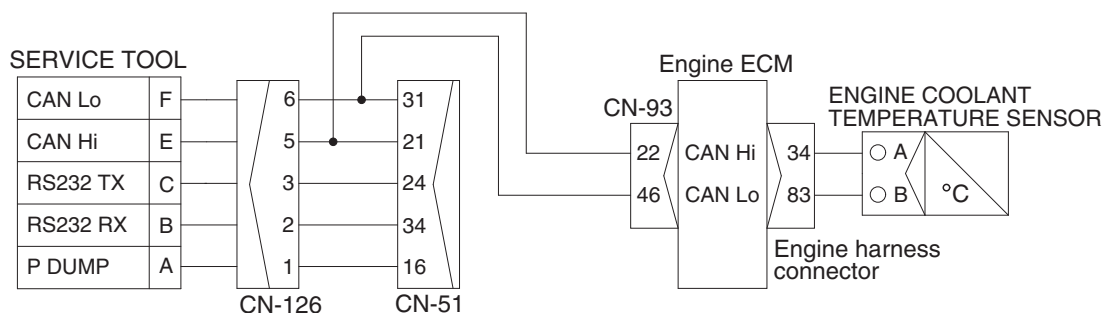 SERVICE TOOL
CAN Lo F 6 31
CAN Hi E 5 21
RS232 TX C 3 24
RS232 RX B 2 34
P DUMP A 1 16
CN-126 CN-51
Engine ECM
CN-93
22 CAN Hi 34
46 CAN Lo 83
Engine harness
connector
ENGINE COOLANT
TEMPERATURE SENSOR
A
B
°C